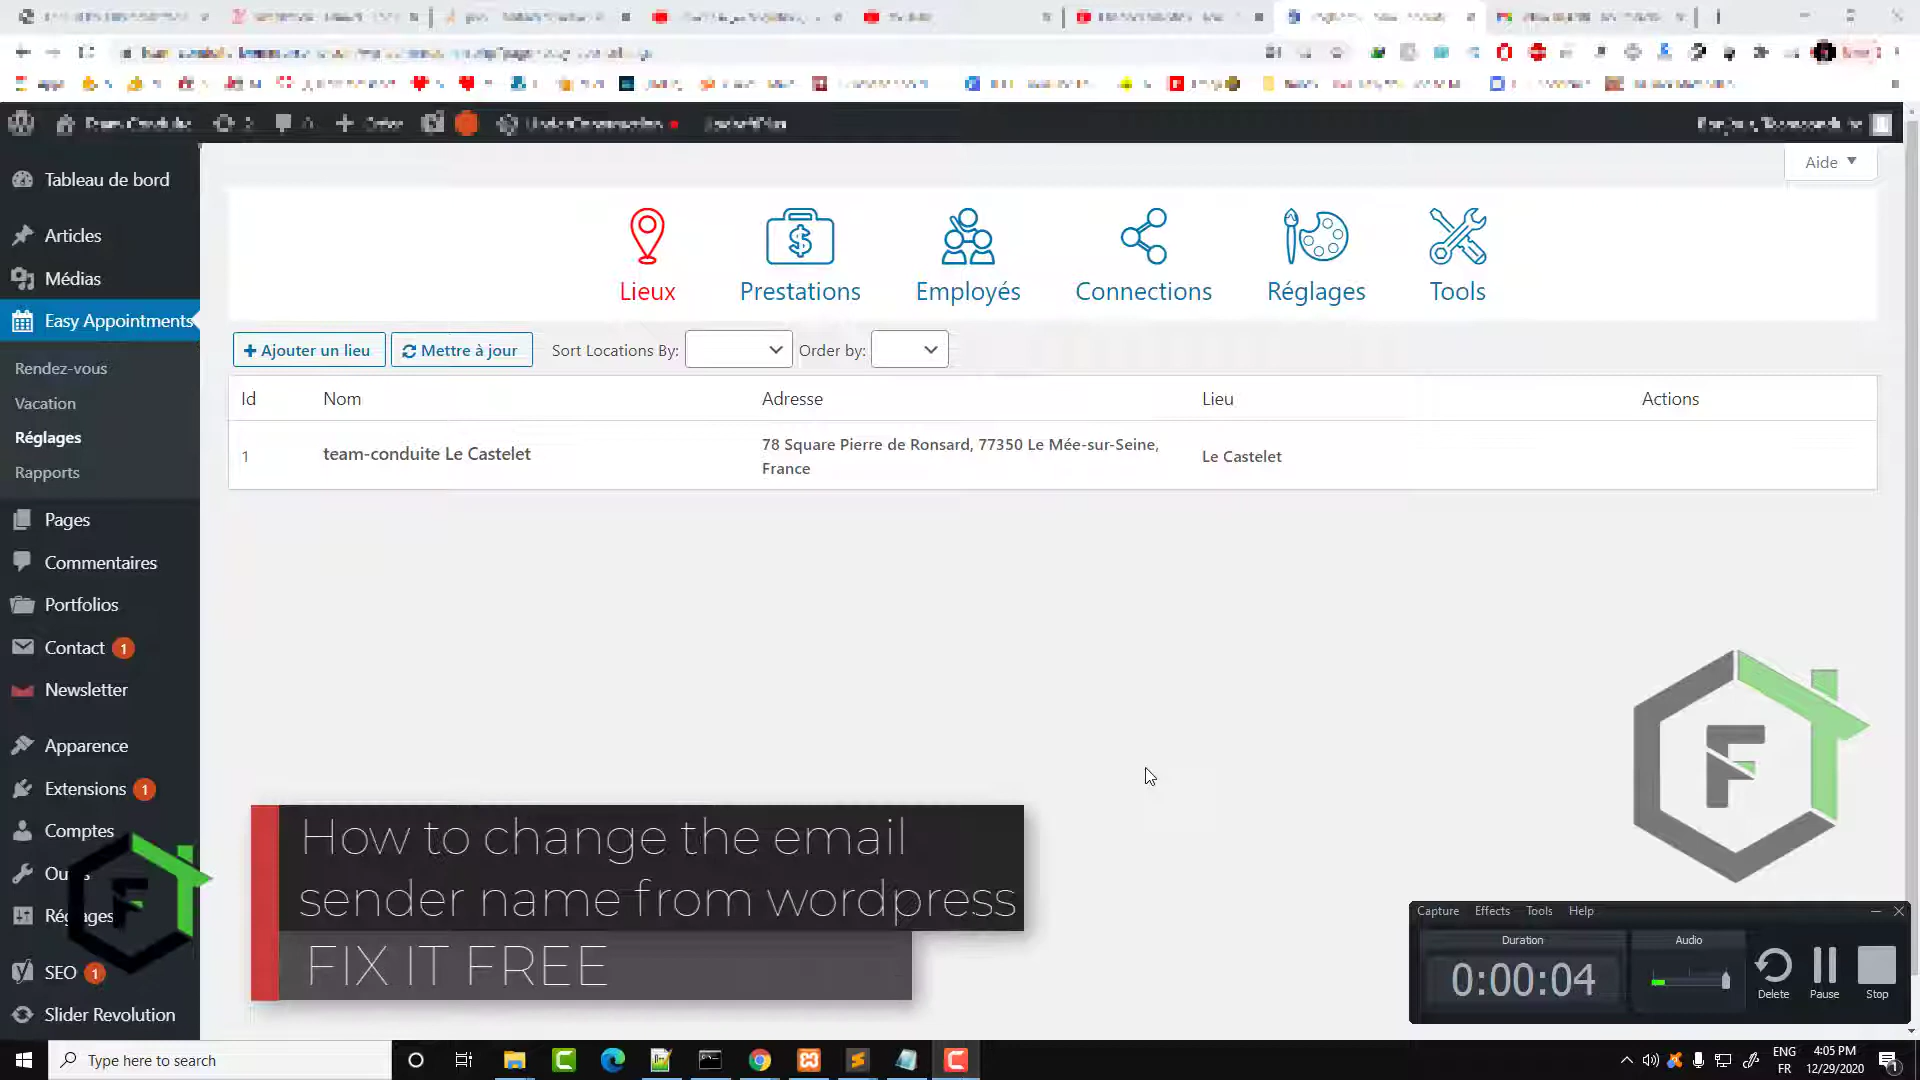 Aide
Tableau de bord
Articles
Médias
Easy Appointments
Rendez-vous
Vacation
Réglages
Rapports
Pages
Commentaires
Portfolios
Contact 1
Newsletter
Apparence
Extensions 1
Comptes
SEO 1
Slider Revolution
Lieux Prestations Employés Connections Réglages Tools
Ajouter un lieu Mettre à jour Sort Locations By: Order by:
Id Nom Adresse Lieu Actions
1 team-conduite Le Castelet 78 Square Pierre de Ronsard, 77350 Le Mée-sur-Seine, France Le Castelet
How to change the email
sender name from wordpress
FIX IT FREE
F
Capture Effects Tools Help
Duration Audio
0:00:04
Delete Pause Stop
Type here to search
ENG
FR
4:05 PM
12/29/2020